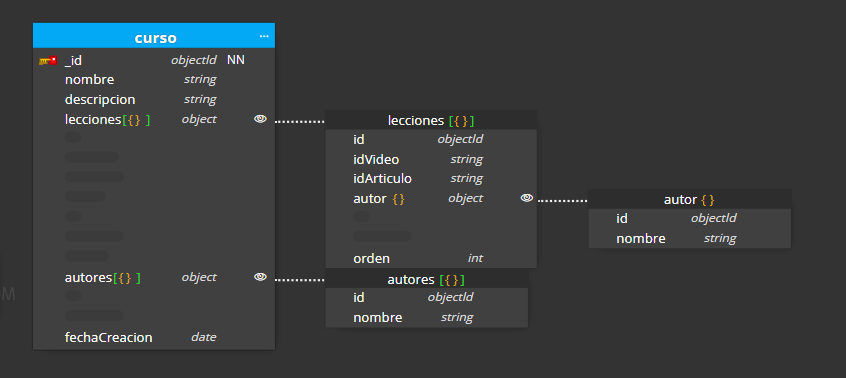 curso ...
_id objectId NN
nombre string
descripcion string
lecciones[{} ] object
lecciones [{}]
id objectId
idVideo string
idArticulo string
autor {} object
orden int
autor {}
id objectId
nombre string
autores[{} ] object
autores [{}]
id objectId
nombre string
fechaCreacion date
M